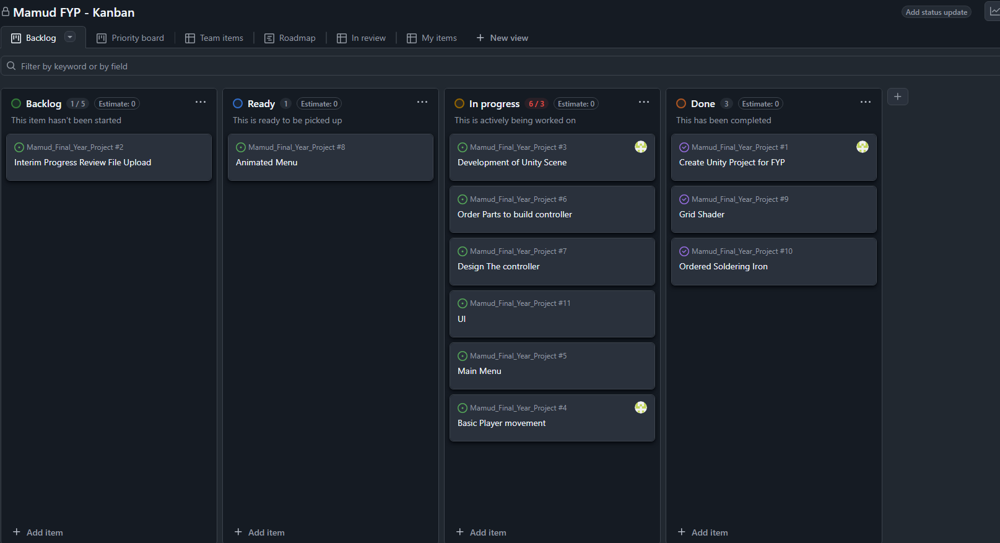 Mamud FYP - Kanban
Add status update
Backlog
Priority board
Team items
Roadmap
In review
My items
New view
Filter by keyword or by field
Backlog 1 / 5 Estimate: 0
This item hasn't been started
Mamud_Final_Year_Project #2
Interim Progress Review File Upload
Add item
Ready 1 Estimate: 0
This is ready to be picked up
Mamud_Final_Year_Project #8
Animated Menu
Add item
In progress 6 / 3 Estimate: 0
This is actively being worked on
Mamud_Final_Year_Project #3
Development of Unity Scene
Mamud_Final_Year_Project #6
Order Parts to build controller
Mamud_Final_Year_Project #7
Design The controller
Mamud_Final_Year_Project #11
UI
Mamud_Final_Year_Project #5
Main Menu
Mamud_Final_Year_Project #4
Basic Player movement
Add item
Done 3 Estimate: 0
This has been completed
Mamud_Final_Year_Project #1
Create Unity Project for FYP
Mamud_Final_Year_Project #9
Grid Shader
Mamud_Final_Year_Project #10
Ordered Soldering Iron
Add item